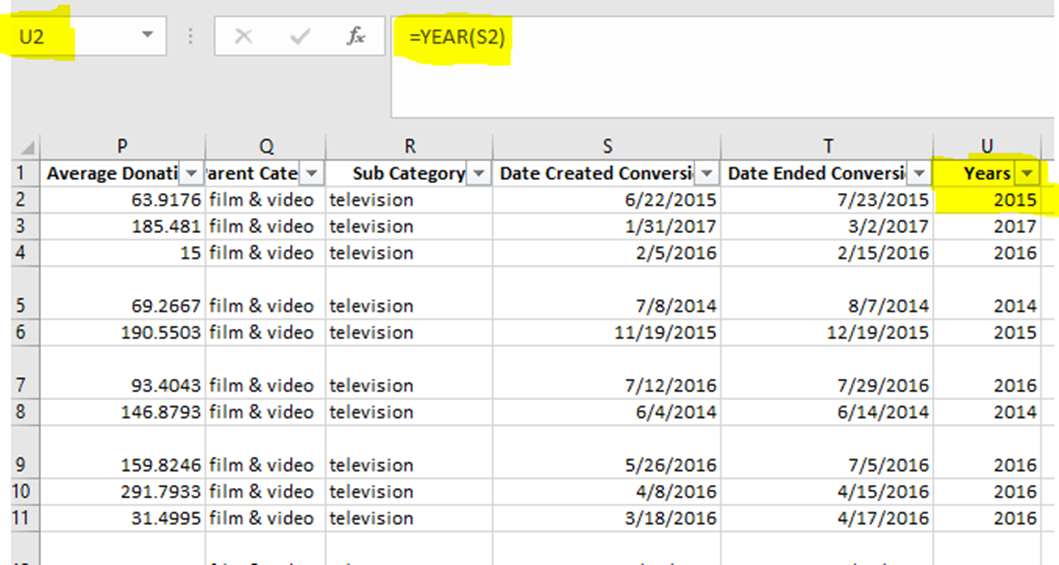 U2 fx =YEAR(S2)
P Q R S T U
1 Average Donati arent Cate Sub Category Date Created Conversi Date Ended Conversi Years
2 63.9176 film & video television 6/22/2015 7/23/2015 2015
3 185.481 film & video television 1/31/2017 3/2/2017 2017
4 15 film & video television 2/5/2016 2/15/2016 2016
5 69.2667 film & video television 7/8/2014 8/7/2014 2014
6 190.5503 film & video television 11/19/2015 12/19/2015 2015
7 93.4043 film & video television 7/12/2016 7/29/2016 2016
8 146.8793 film & video television 6/4/2014 6/14/2014 2014
9 159.8246 film & video television 5/26/2016 7/5/2016 2016
10 291.7933 film & video television 4/8/2016 4/15/2016 2016
11 31.4995 film & video television 3/18/2016 4/17/2016 2016